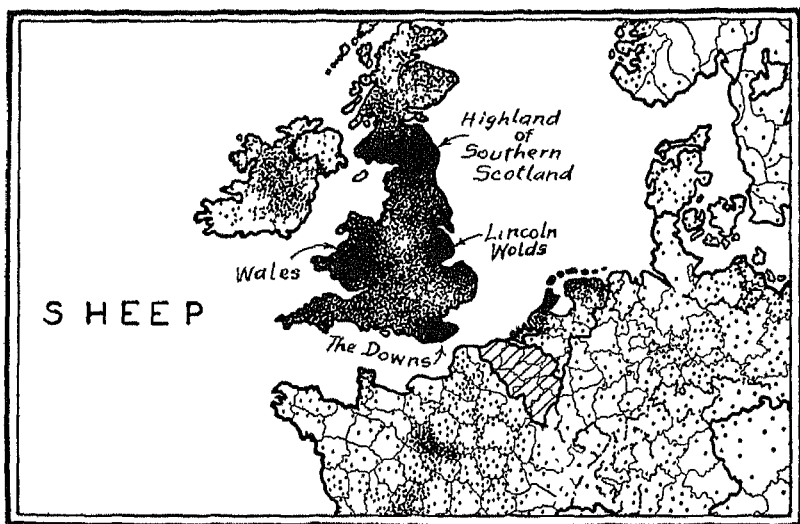 Highland
of
Southern
Scotland
Lincoln
Wolds
Wales
SHEEP
The Downs